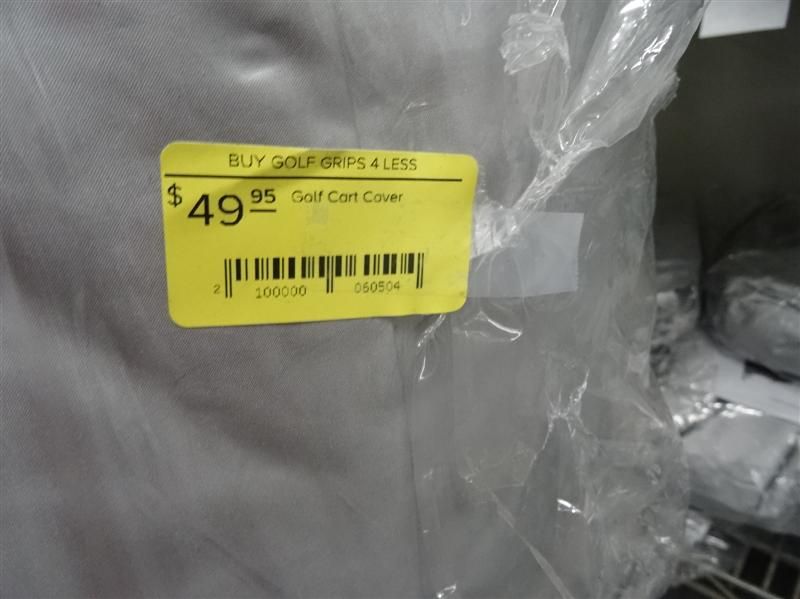 BUY GOLF GRIPS 4 LESS
$49 95 Golf Cart Cover
2 100000 060504